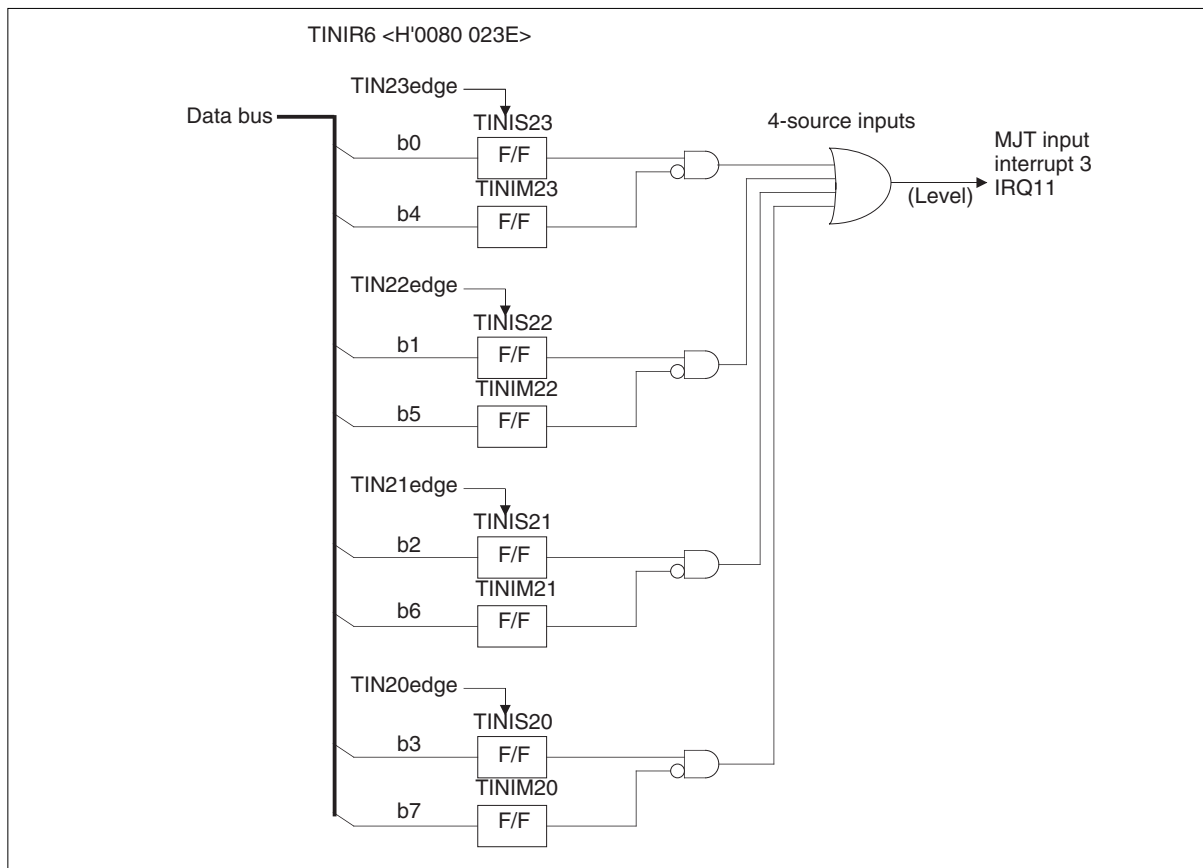 TINIR6 <H'0080 023E>
TIN23edge
Data bus
TINIS23
4-source inputs
b0
F/F
MJT input
interrupt 3
IRQ11
TINIM23
(Level)
b4
F/F
TIN22edge
TINIS22
b1
F/F
TINIM22
b5
F/F
TIN21edge
TINIS21
b2
F/F
TINIM21
b6
F/F
TIN20edge
TINIS20
b3
F/F
TINIM20
b7
F/F